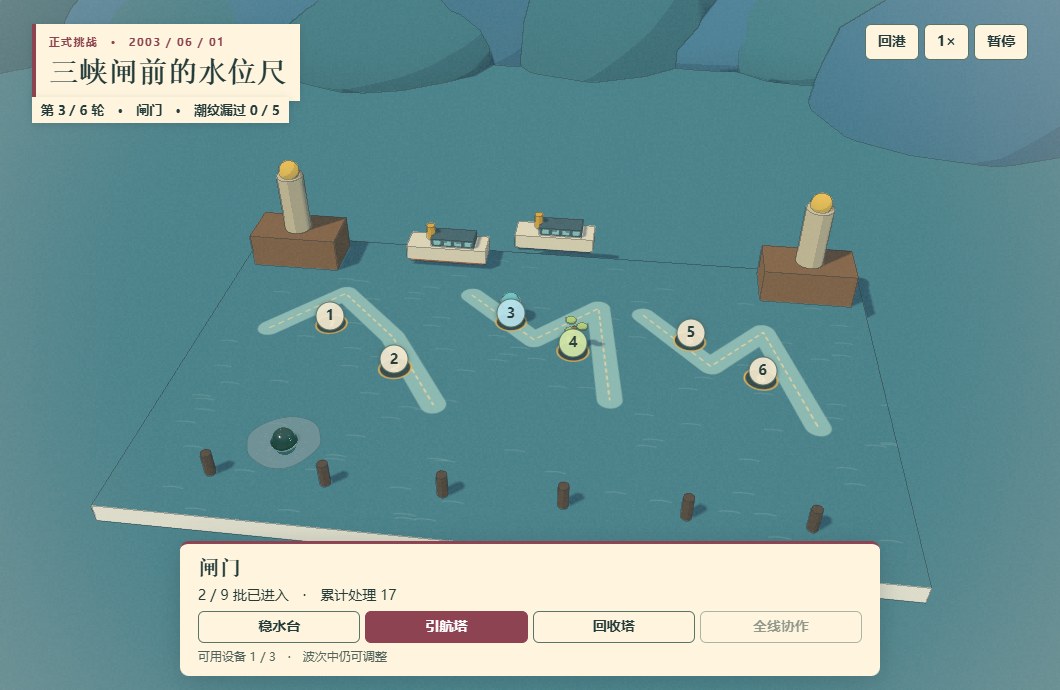 正式挑战 • 2003 / 06 / 01
三峡闸前的水位尺
第 3 / 6 轮 • 闸门 • 潮纹漏过 0 / 5
回港
1×
暂停
1
2
3
4
5
6
闸门
2 / 9 批已进入 · 累计处理 17
稳水台
引航塔
回收塔
全线协作
可用设备 1 / 3 · 波次中仍可调整